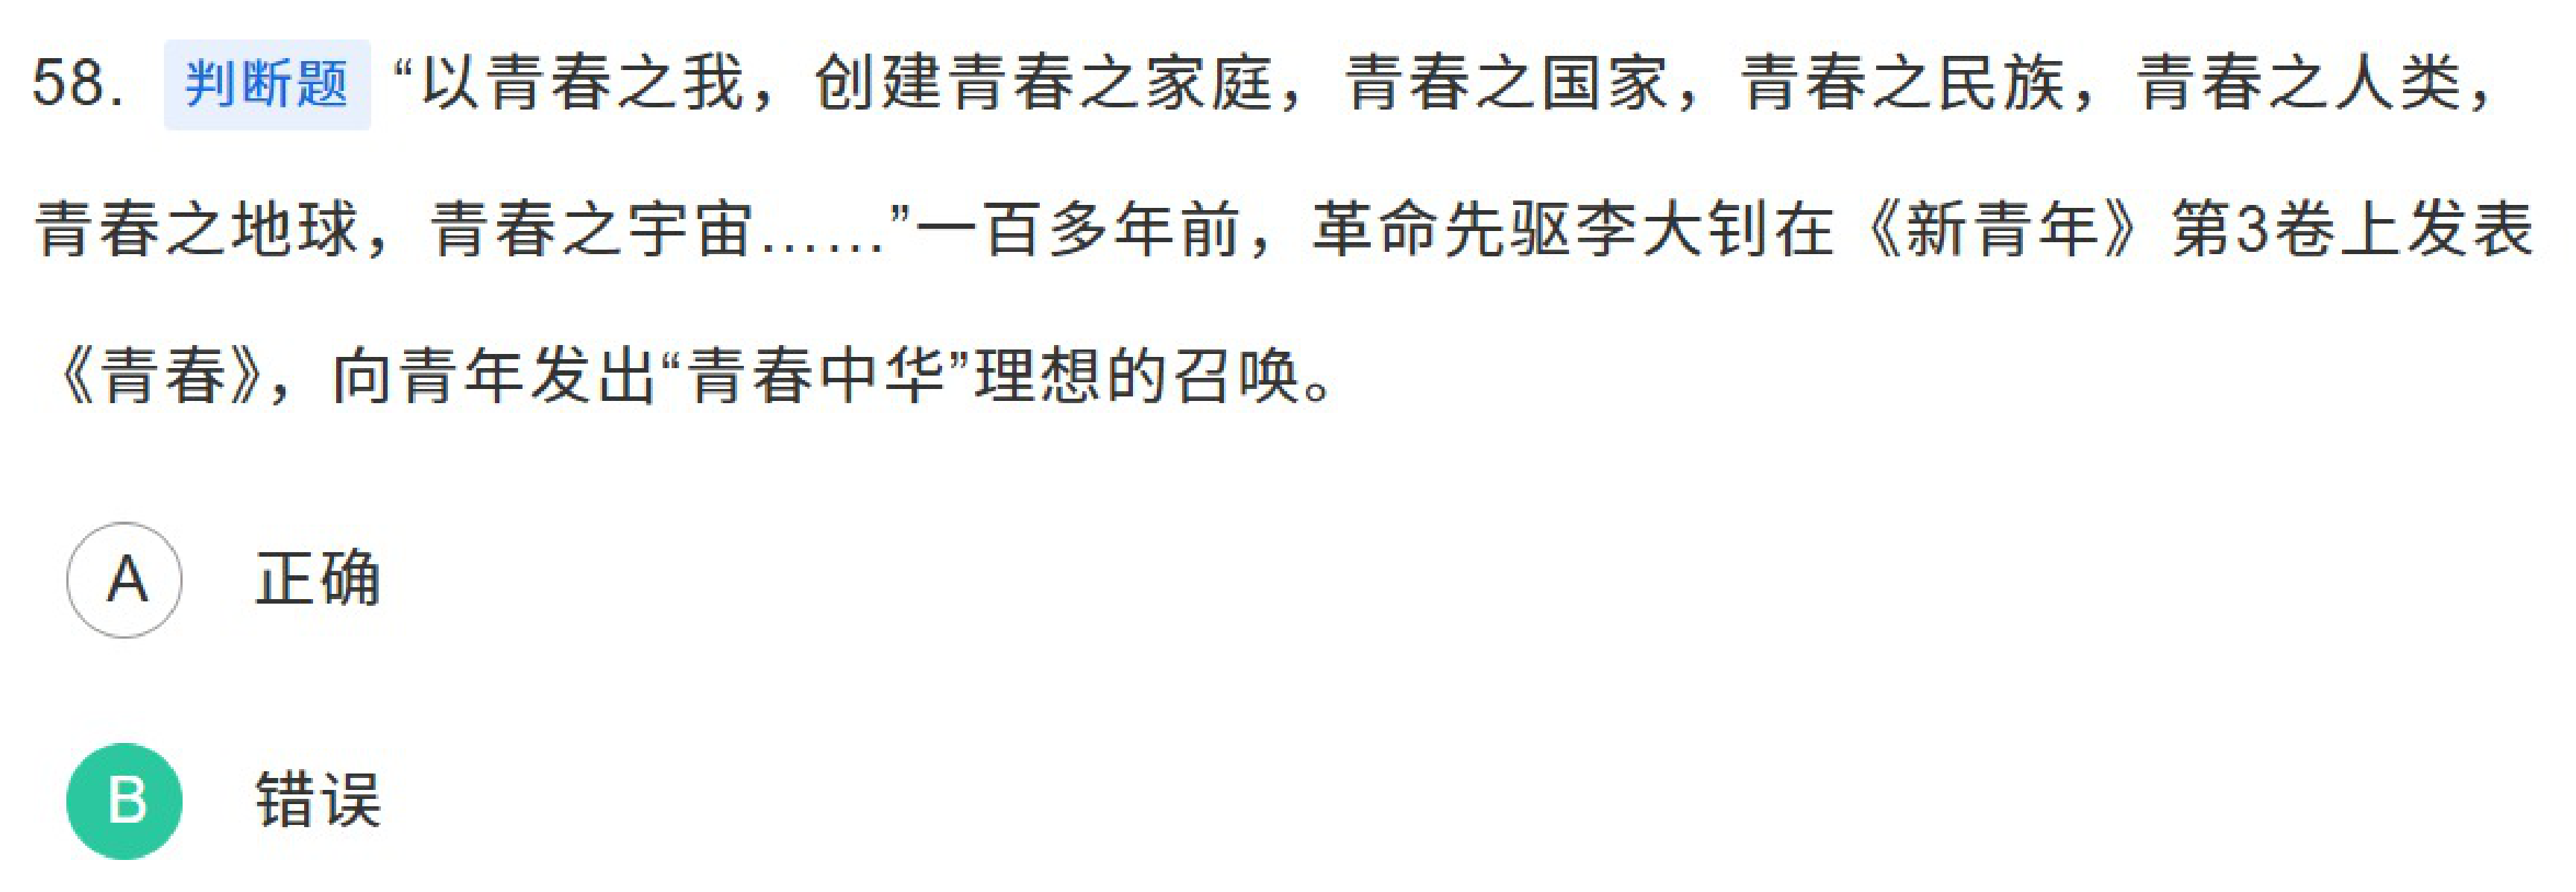 58. 判断题 “以青春之我，创建青春之家庭，青春之国家，青春之民族，青春之人类，
青春之地球，青春之宇宙……”一百多年前，革命先驱李大钊在《新青年》第3卷上发表
《青春》，向青年发出“青春中华”理想的召唤。
A 正确
B 错误